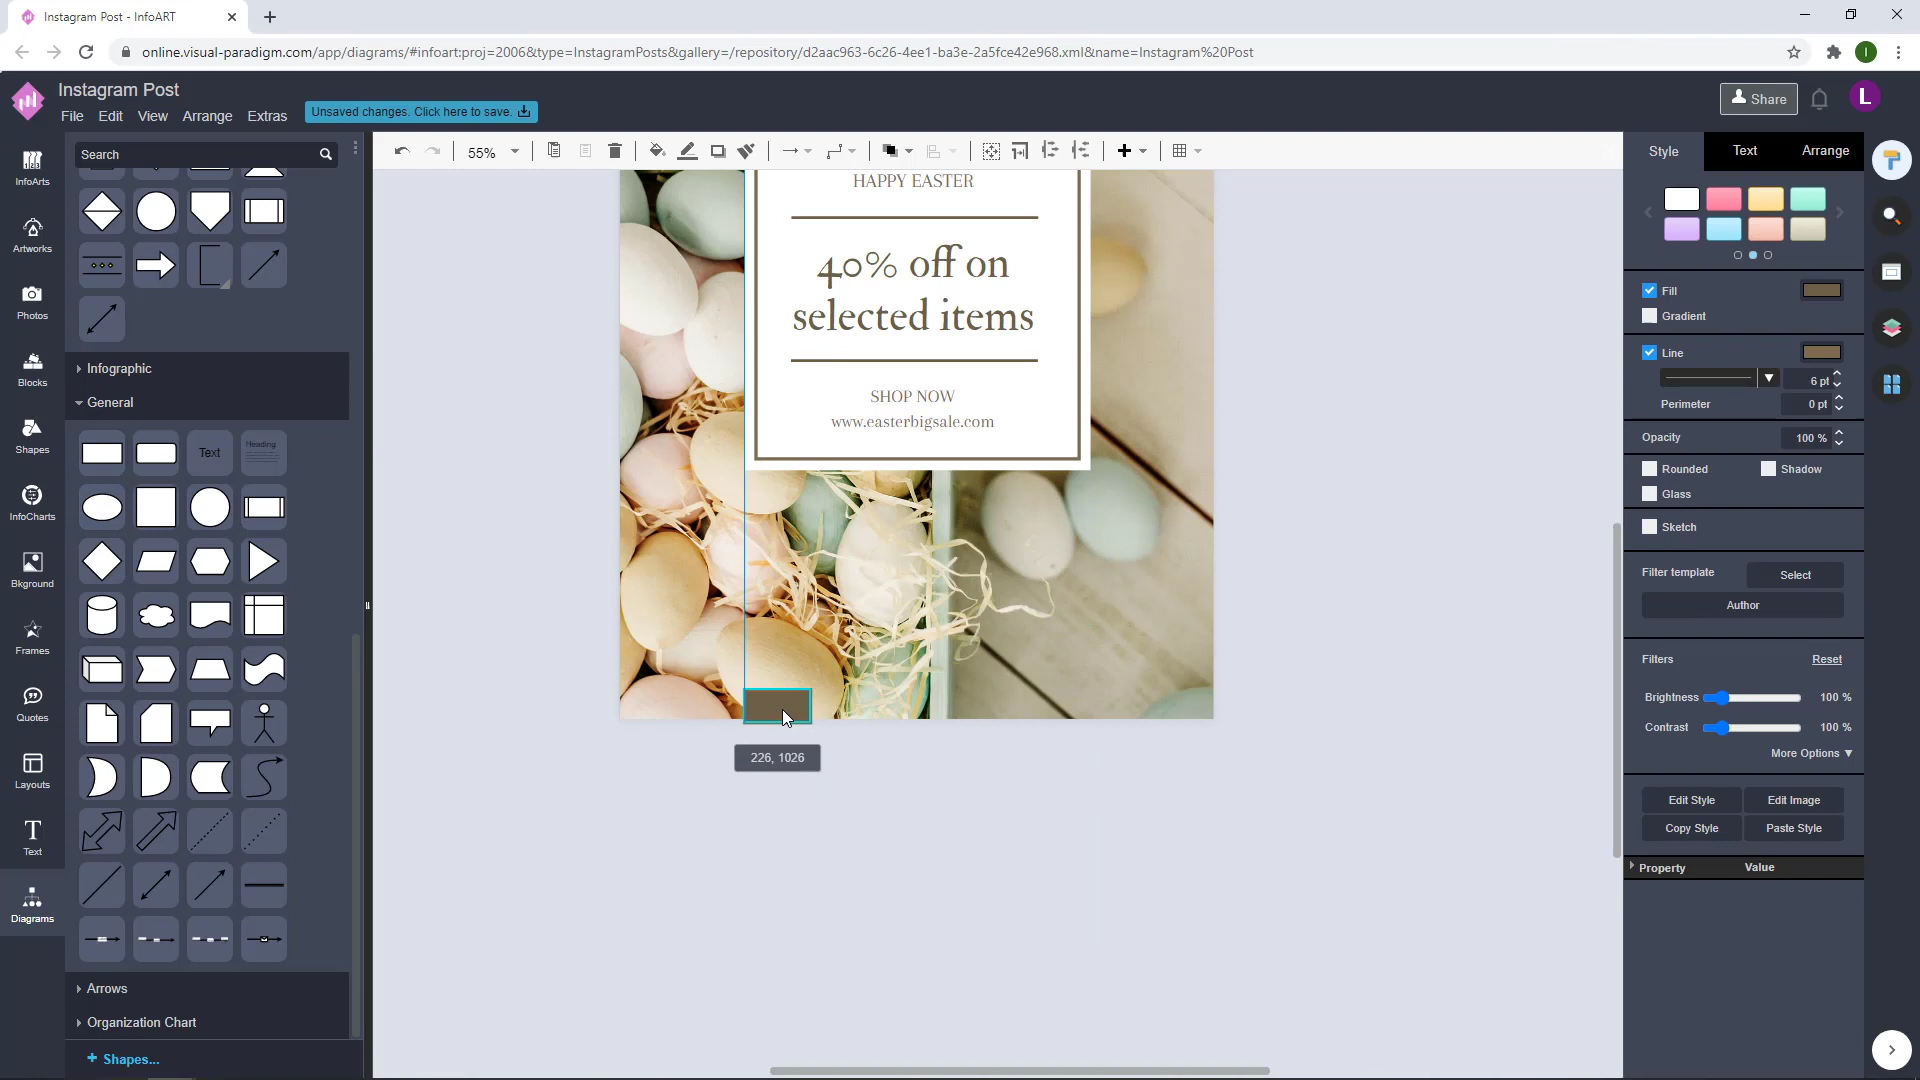 Instagram Post - InfoART
online.visual-paradigm.com/app/diagrams/#infoart:proj=2006&type=InstagramPosts&gallery=/repository/d2aac963-6c26-4ee1-ba3e-2a5fce42e968.xml&name=Instagram%20Post
I
Instagram Post
File Edit View Arrange Extras
Unsaved changes. Click here to save.
Share
L
InfoArts
Artworks
Photos
Blocks
Shapes
InfoCharts
Bkground
Frames
Quotes
Layouts
Text
Diagrams
Search
Infographic
General
Text
Heading
Arrows
Organization Chart
+ Shapes...
55%
HAPPY EASTER
40% off on
selected items
SHOP NOW
www.easterbigsale.com
226, 1026
Style Text Arrange
Fill
Gradient
Line
6 pt
Perimeter 0 pt
Opacity 100 %
Rounded Shadow
Glass
Sketch
Filter template Select
Author
Filters Reset
Brightness 100 %
Contrast 100 %
More Options ▼
Edit Style Edit Image
Copy Style Paste Style
Property Value